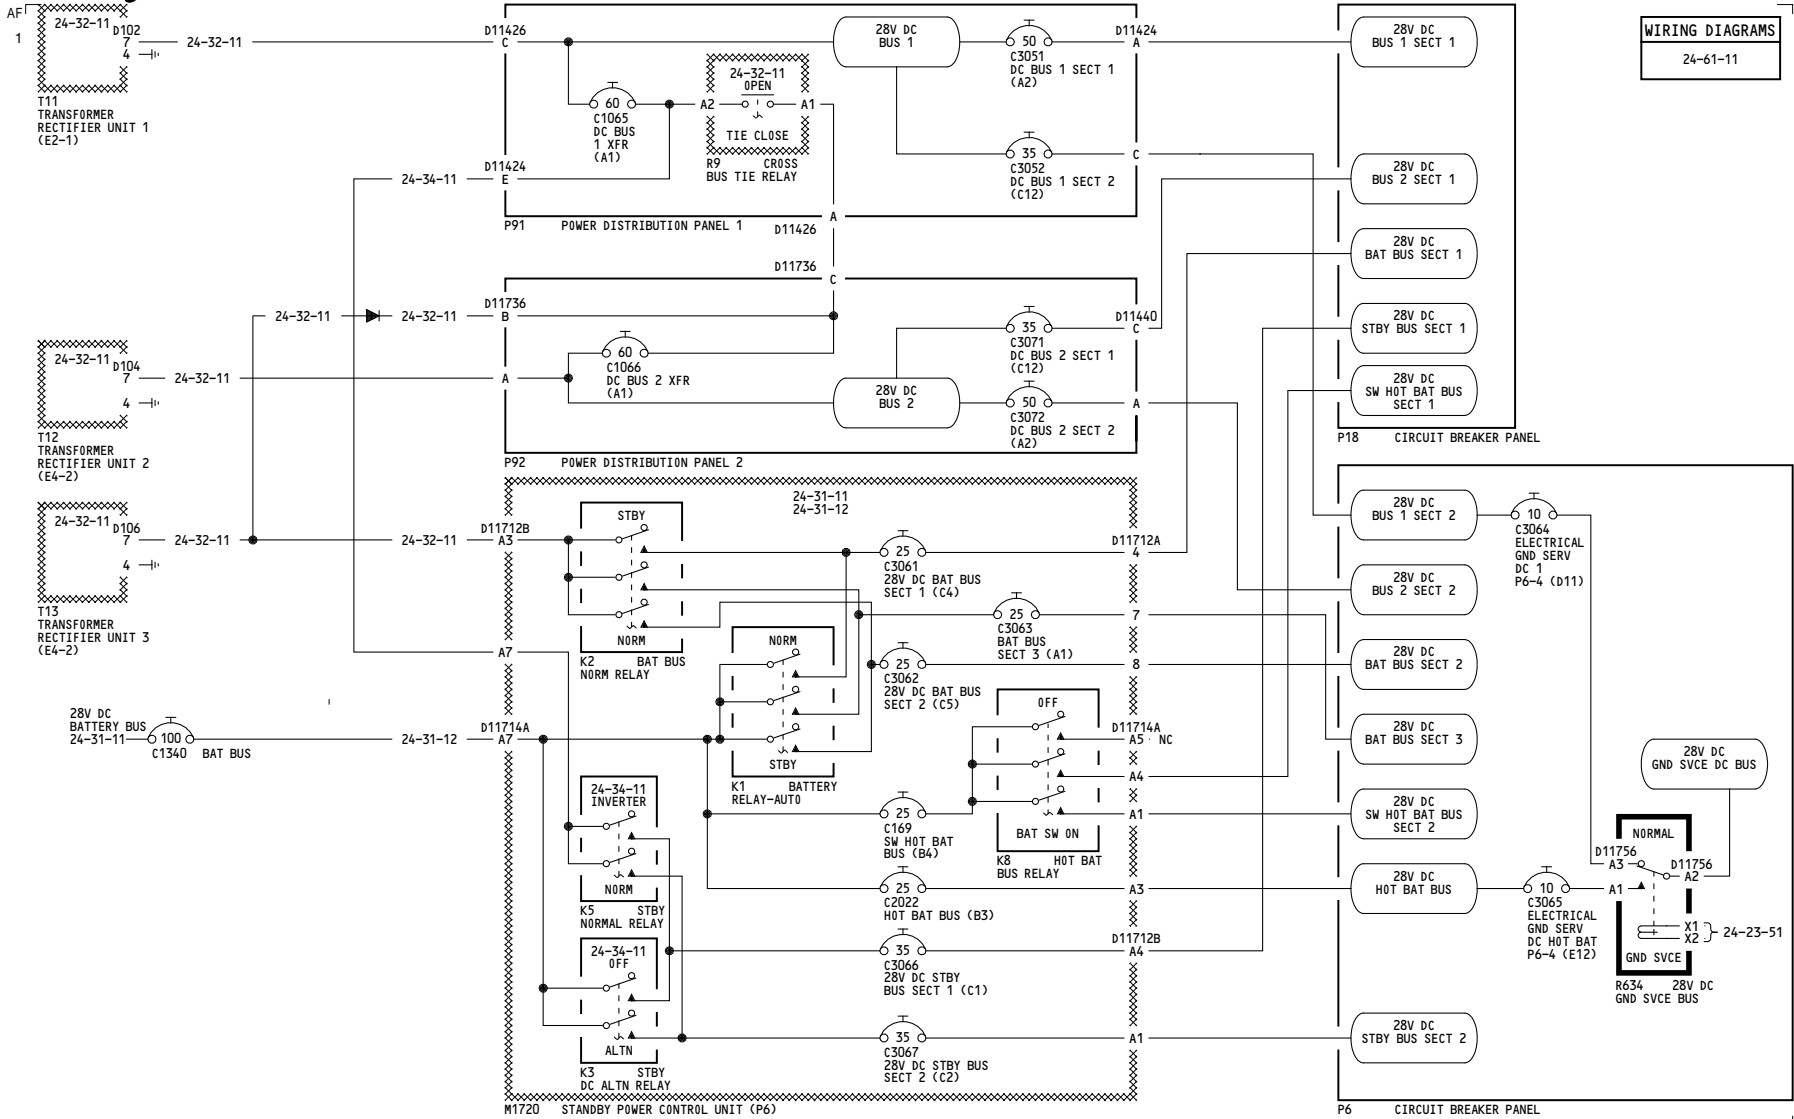 AF
1
24-32-11
D102
7
4
T11
TRANSFORMER
RECTIFIER UNIT 1
(E2-1)
24-32-11
D11426
C
C1065
60
DC BUS
1 XFR
(A1)
24-32-11
OPEN
A2
A1
TIE CLOSE
R9 CROSS
BUS TIE RELAY
28V DC
BUS 1
50
C3051
DC BUS 1 SECT 1
(A2)
D11424
A
35
C3052
DC BUS 1 SECT 2
(C12)
C
24-34-11
D11424
E
P91 POWER DISTRIBUTION PANEL 1
A
D11426
D11736
C
24-32-11
24-32-11
D11736
B
60
C1066
DC BUS 2 XFR
(A1)
28V DC
BUS 2
35
C3071
DC BUS 2 SECT 1
(C12)
D11440
C
50
C3072
DC BUS 2 SECT 2
(A2)
A
24-32-11
D104
7
4
T12
TRANSFORMER
RECTIFIER UNIT 2
(E4-2)
24-32-11
A
P92 POWER DISTRIBUTION PANEL 2
24-32-11
D106
7
4
T13
TRANSFORMER
RECTIFIER UNIT 3
(E4-2)
24-32-11
24-32-11
D11712B
A3
A7
28V DC
BATTERY BUS
24-31-11
100
C1340 BAT BUS
24-31-12
D11714A
A7
24-31-11
24-31-12
STBY
NORM
K2 BAT BUS
NORM RELAY
NORM
STBY
K1 BATTERY
RELAY-AUTO
24-34-11
INVERTER
NORM
K5 STBY
NORMAL RELAY
24-34-11
OFF
ALTN
K3 STBY
DC ALTN RELAY
25
C3061
28V DC BAT BUS
SECT 1 (C4)
D11712A
4
25
C3063
BAT BUS
SECT 3 (A1)
7
25
C3062
28V DC BAT BUS
SECT 2 (C5)
8
OFF
BAT SW ON
K8 HOT BAT
BUS RELAY
D11714A
A5 NC
A4
A1
25
C169
SW HOT BAT
BUS (B4)
25
C2022
HOT BAT BUS (B3)
A3
35
C3066
28V DC STBY
BUS SECT 1 (C1)
D11712B
A4
35
C3067
28V DC STBY BUS
SECT 2 (C2)
A1
M1720 STANDBY POWER CONTROL UNIT (P6)
28V DC
BUS 1 SECT 1
28V DC
BUS 2 SECT 1
28V DC
BAT BUS SECT 1
28V DC
STBY BUS SECT 1
28V DC
SW HOT BAT BUS
SECT 1
P18 CIRCUIT BREAKER PANEL
WIRING DIAGRAMS
24-61-11
28V DC
BUS 1 SECT 2
10
C3064
ELECTRICAL
GND SERV
DC 1
P6-4 (D11)
28V DC
BUS 2 SECT 2
28V DC
BAT BUS SECT 2
28V DC
BAT BUS SECT 3
28V DC
SW HOT BAT BUS
SECT 2
28V DC
HOT BAT BUS
10
C3065
ELECTRICAL
GND SERV
DC HOT BAT
P6-4 (E12)
28V DC
STBY BUS SECT 2
28V DC
GND SVCE DC BUS
NORMAL
D11756
A3
D11756
A2
A1
X1
X2
24-23-51
GND SVCE
R634 28V DC
GND SVCE BUS
P6 CIRCUIT BREAKER PANEL